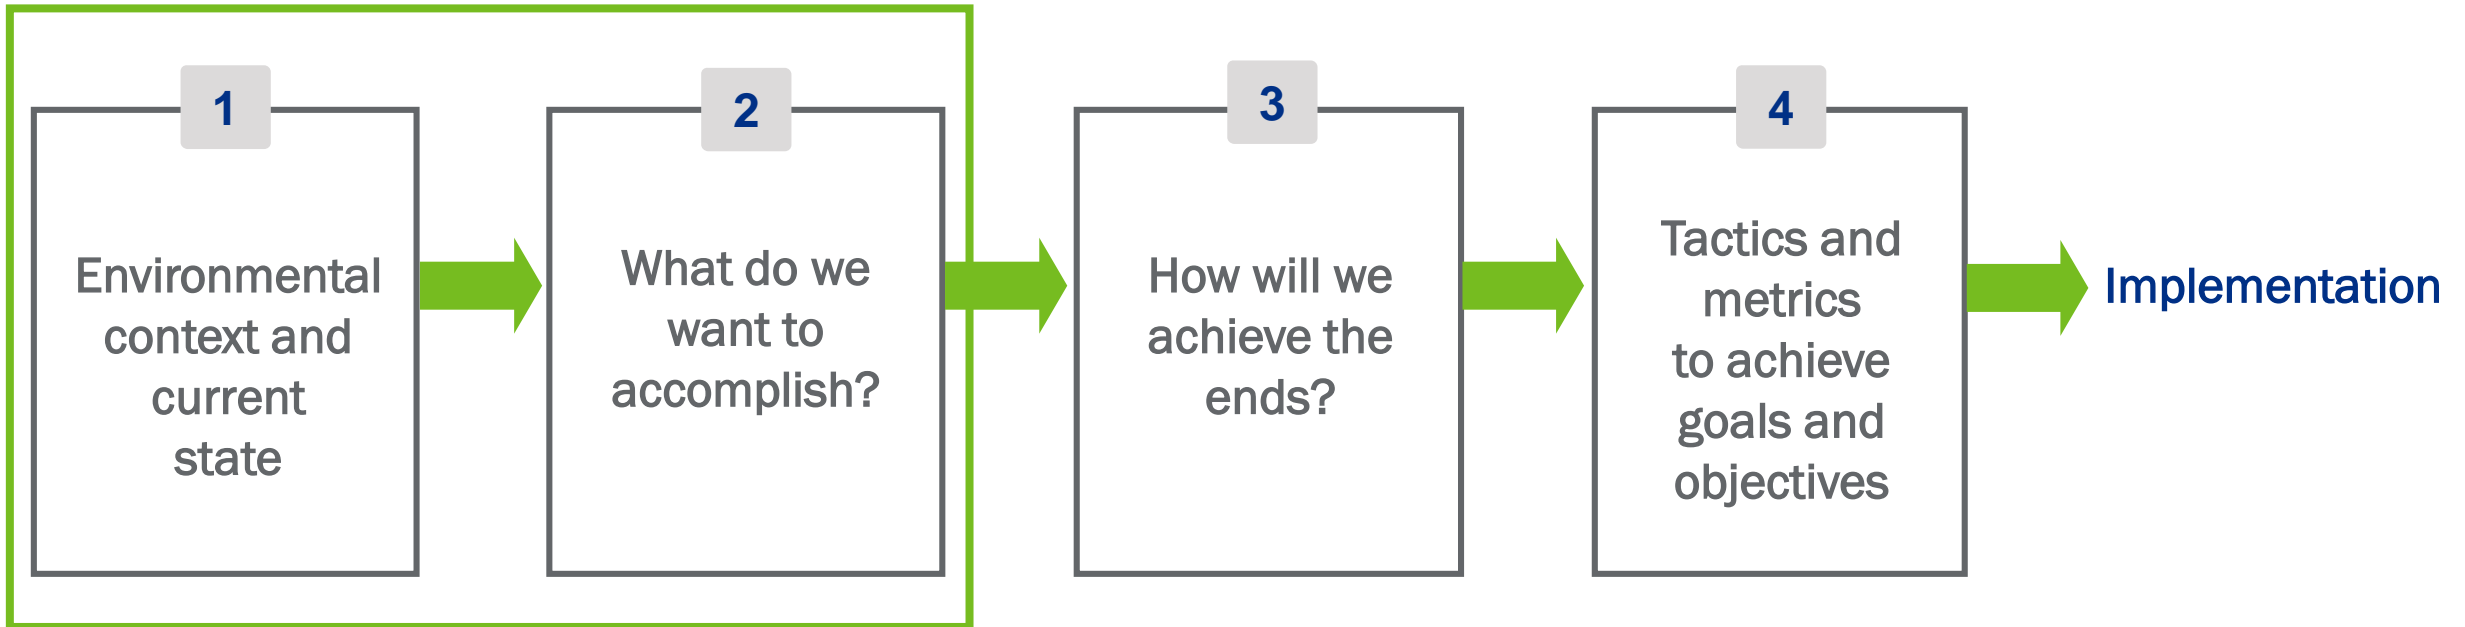 1
Environmental
context and
current
state
2
What do we
want to
accomplish?
3
How will we
achieve the
ends?
4
Tactics and
metrics
to achieve
goals and
objectives
Implementation